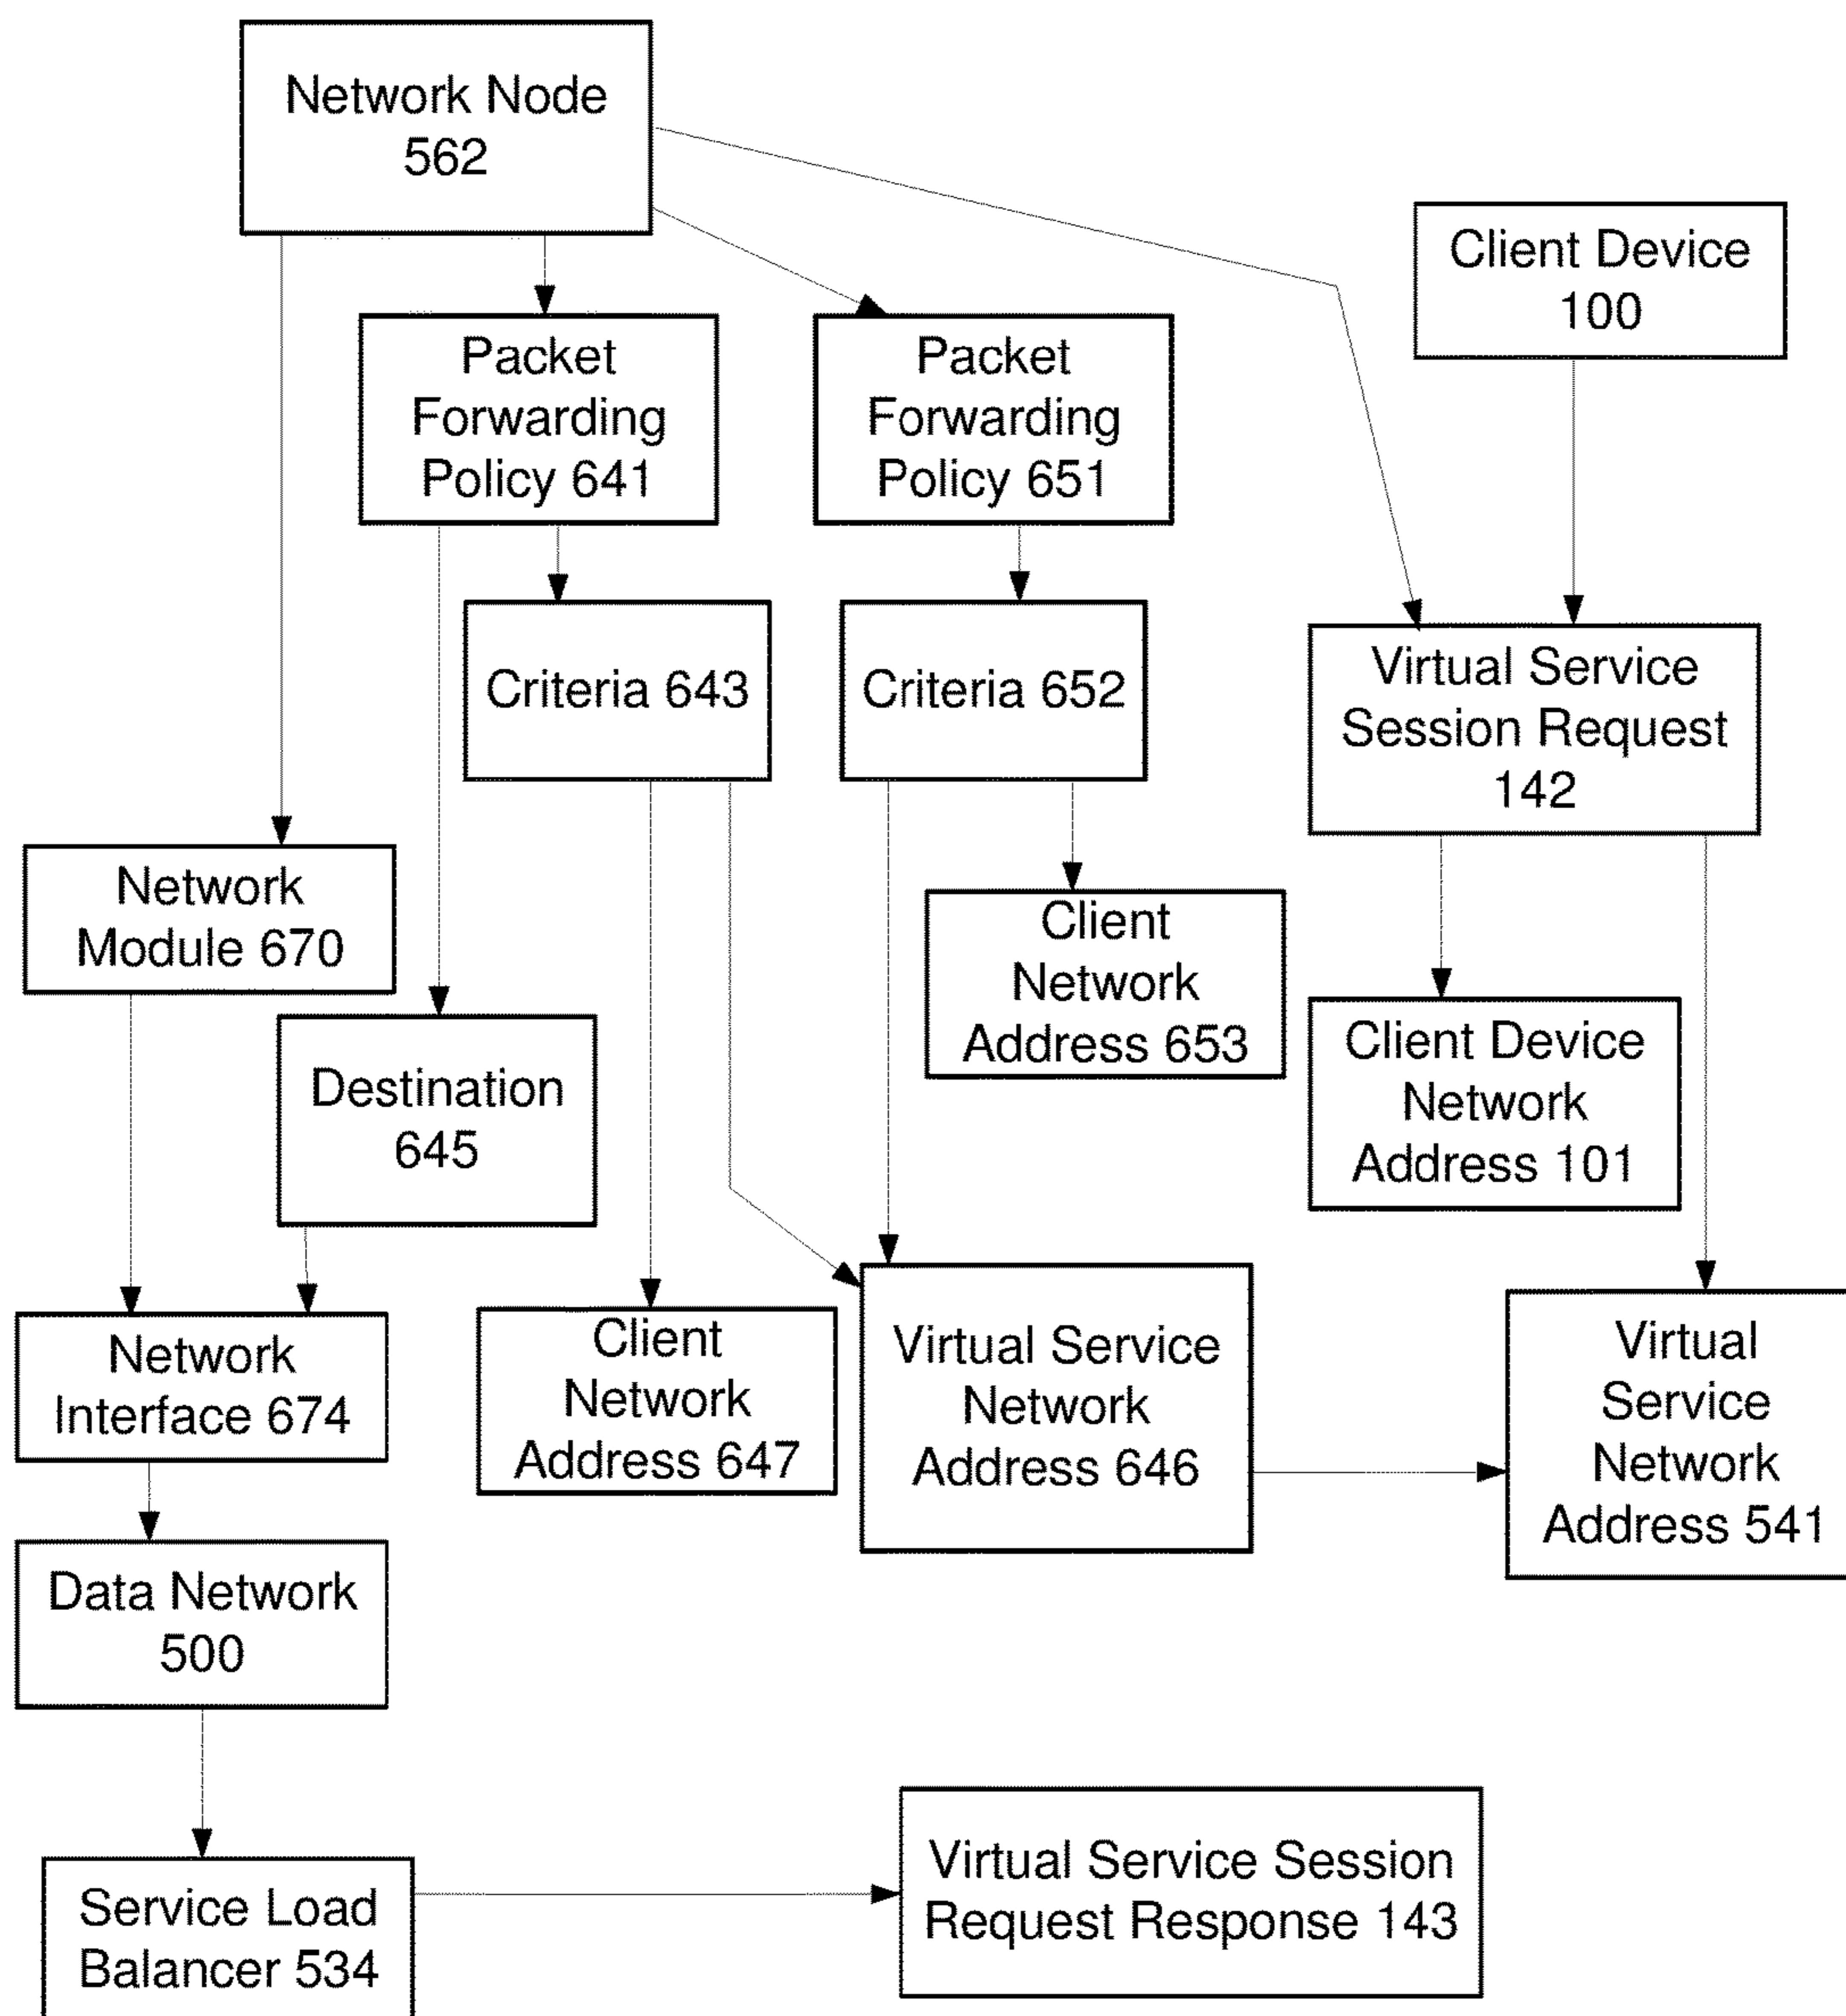 Network Node
562
Client Device
100
Packet
Forwarding
Policy 641
Packet
Forwarding
Policy 651
Criteria 643
Criteria 652
Virtual Service
Session Request
142
Network
Module 670
Client
Network
Address 653
Client Device
Network
Address 101
Destination
645
Network
Interface 674
Client
Network
Address 647
Virtual Service
Network
Address 646
Virtual
Service
Network
Address 541
Data Network
500
Service Load
Balancer 534
Virtual Service Session
Request Response 143